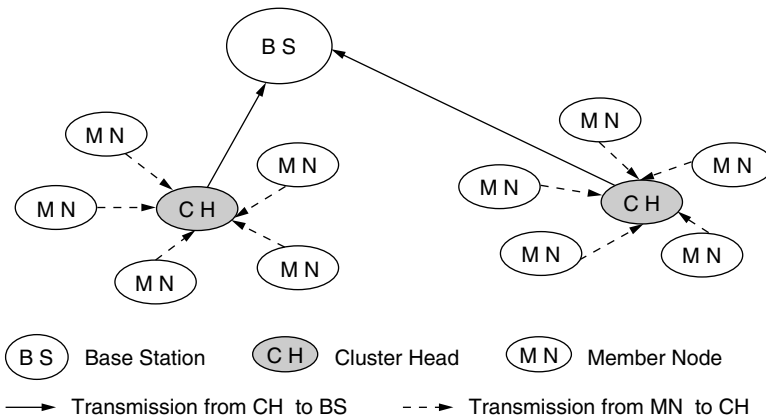 B S
M N
M N
M N
M N
M N
M N
M N
C H
C H
M N
M N
M N
M N
M N
B S Base Station C H Cluster Head M N Member Node
Transmission from CH to BS Transmission from MN to CH